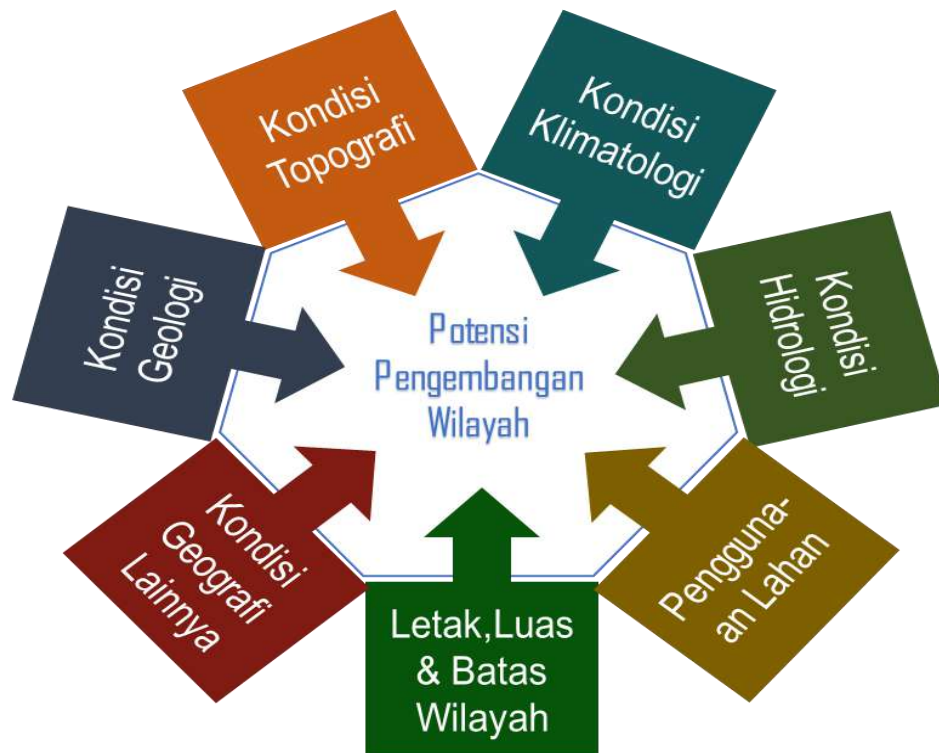 Kondisi
Topografi
Kondisi
Klimatologi
Kondisi
Geologi
Kondisi
Hidrologi
Potensi
Pengembangan
Wilayah
Kondisi
Geografi
Lainnya
Pengguna-
an Lahan
Letak,Luas
& Batas
Wilayah